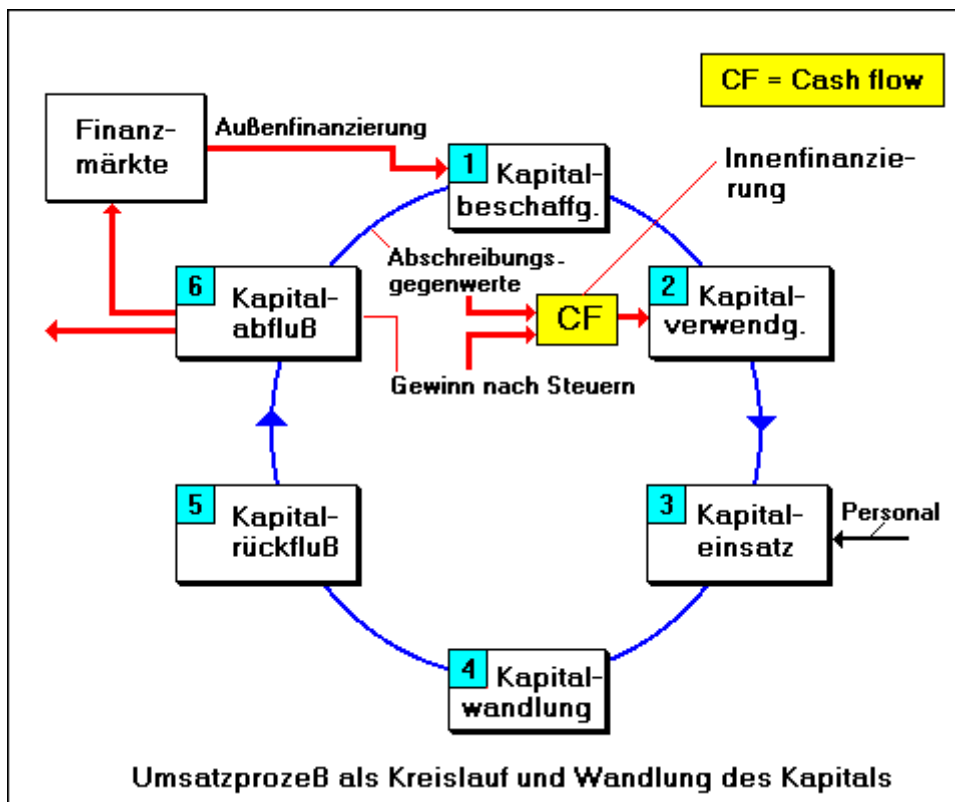 CF = Cash flow
Finanz-
märkte
Außenfinanzierung
1
Kapital-
beschaffg.
Innenfinanzie-
rung
Abschreibungs-
gegenwerte
6
Kapital-
abfluß
CF
2
Kapital-
verwendg.
Gewinn nach Steuern
5
Kapital-
rückfluß
3
Kapital-
einsatz
Personal
4
Kapital-
wandlung
Umsatzprozeß als Kreislauf und Wandlung des Kapitals